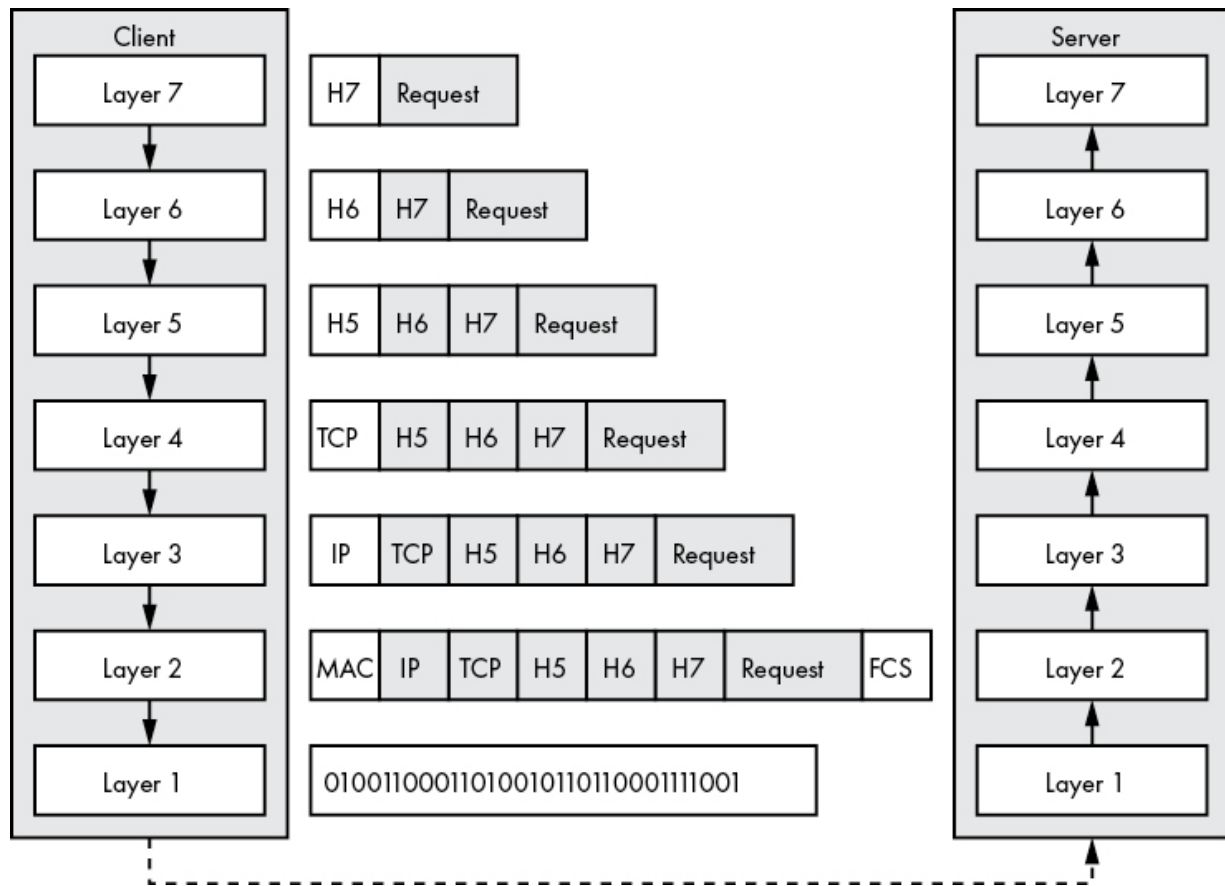 Client
Server
Layer 7
H7 Request
Layer 7
Layer 6
H6 H7 Request
Layer 6
Layer 5
H5 H6 H7 Request
Layer 5
Layer 4
TCP H5 H6 H7 Request
Layer 4
Layer 3
IP TCP H5 H6 H7 Request
Layer 3
Layer 2
MAC IP TCP H5 H6 H7 Request FCS
Layer 2
Layer 1
01001100011010010110110001111001
Layer 1